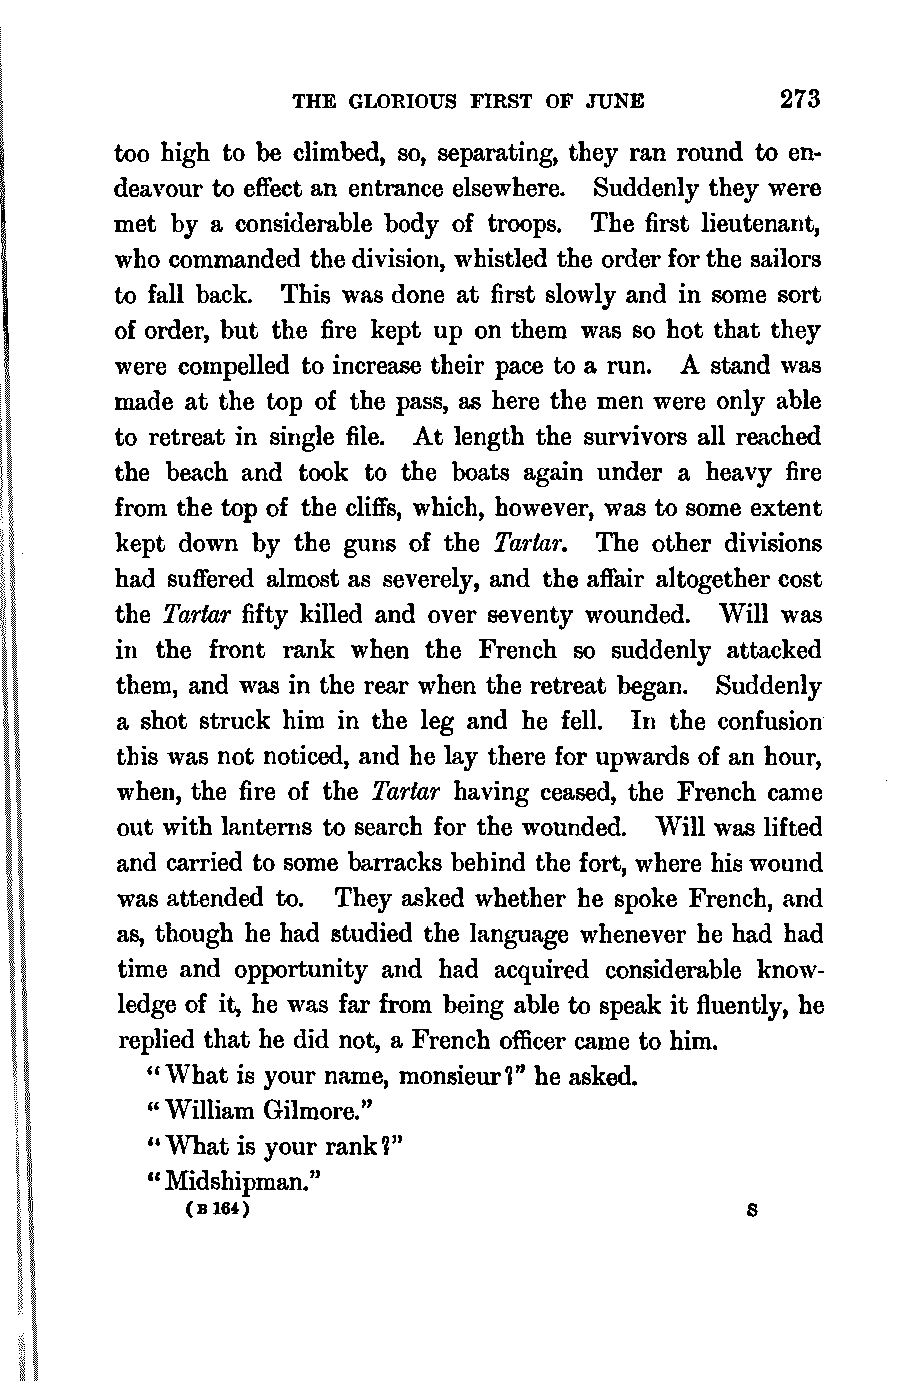 THE GLORIOUS FIRST OF JUNE 273
too high to be climbed, so, separating, they ran round to en-
deavour to effect an entrance elsewhere. Suddenly they were
met by a considerable body of troops. The first lieutenant,
who commanded the division, whistled the order for the sailors
to fall back. This was done at first slowly and in some sort
of order, but the fire kept up on them was so hot that they
were compelled to increase their pace to a run. A stand was
made at the top of the pass, as here the men were only able
to retreat in single file. At length the survivors all reached
the beach and took to the boats again under a heavy fire
from the top of the cliffs, which, however, was to some extent
kept down by the guns of the Tartar. The other divisions
had suffered almost as severely, and the affair altogether cost
the Tartar fifty killed and over seventy wounded. Will was
in the front rank when the French so suddenly attacked
them, and was in the rear when the retreat began. Suddenly
a shot struck him in the leg and he fell. In the confusion
this was not noticed, and he lay there for upwards of an hour,
when, the fire of the Tartar having ceased, the French came
out with lanterns to search for the wounded. Will was lifted
and carried to some barracks behind the fort, where his wound
was attended to. They asked whether he spoke French, and
as, though he had studied the language whenever he had had
time and opportunity and had acquired considerable know-
ledge of it, he was far from being able to speak it fluently, he
replied that he did not, a French officer came to him.
"What is your name, monsieur?" he asked.
"William Gilmore."
"What is your rank?"
"Midshipman."
(B 164) S